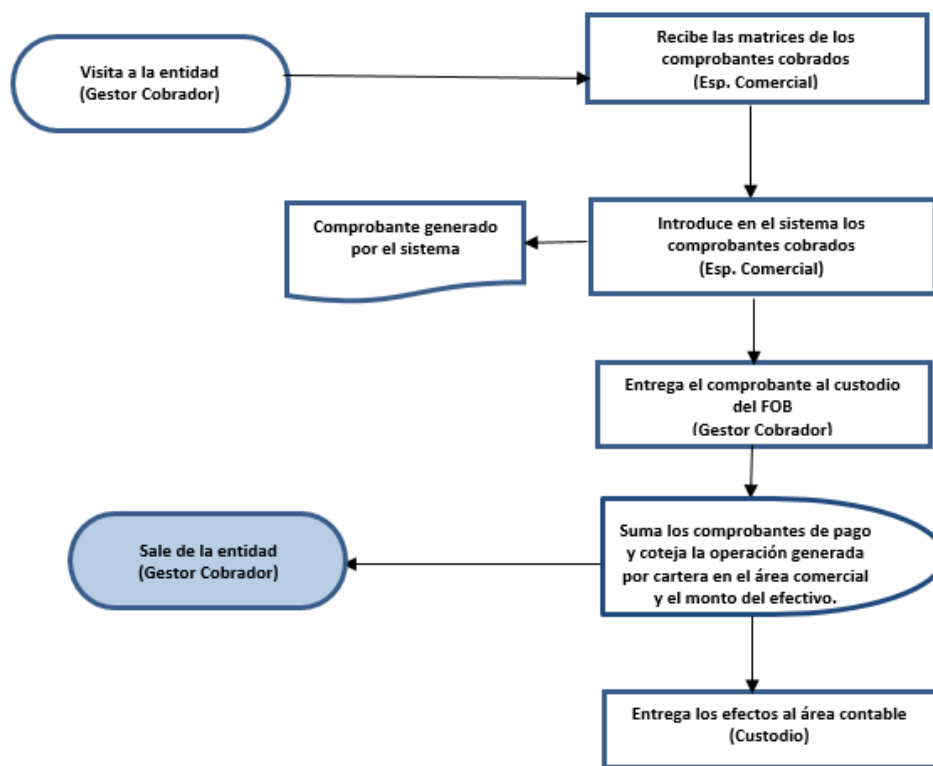 Visita a la entidad
(Gestor Cobrador)
Recibe las matrices de los
comprobantes cobrados
(Esp. Comercial)
Introduce en el sistema los
comprobantes cobrados
(Esp. Comercial)
Comprobante generado
por el sistema
Entrega el comprobante al custodio
del FOB
(Gestor Cobrador)
Suma los comprobantes de pago
y coteja la operación generada
por cartera en el área comercial
y el monto del efectivo.
Sale de la entidad
(Gestor Cobrador)
Entrega los efectos al área contable
(Custodio)